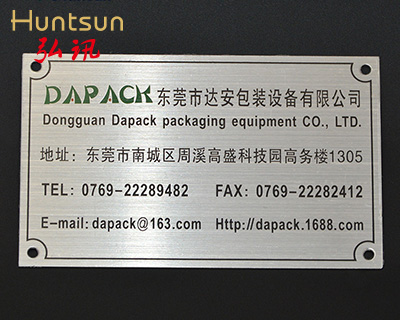 Huntsun
弘讯
DAPACK 东莞市达安包装设备有限公司
Dongguan Dapack packaging equipment CO., LTD.
地址：东莞市南城区周溪高盛科技园高务楼1305
TEL: 0769-22289482 FAX: 0769-22282412
E-mail: dapack@163.com Http://dapack.1688.com